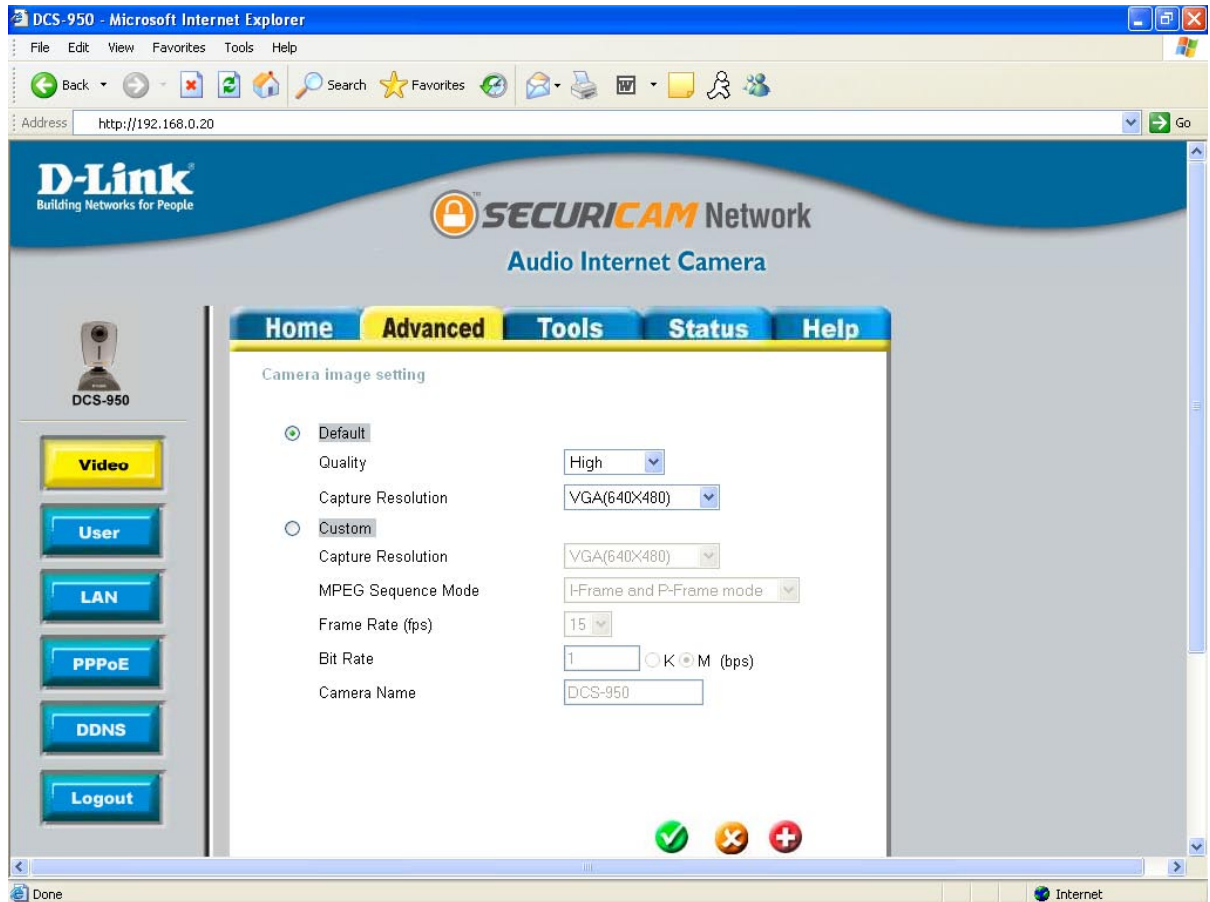 DCS-950 - Microsoft Internet Explorer
File Edit View Favorites Tools Help
Back Search Favorites
Address http://192.168.0.20 Go
D-Link
Building Networks for People
SECURICAM Network
TM
Audio Internet Camera
DCS-950
Home Advanced Tools Status Help
Camera image setting
Video
User
LAN
PPPoE
DDNS
Logout
Default
Quality High
Capture Resolution VGA(640X480)
Custom
Capture Resolution VGA(640X480)
MPEG Sequence Mode I-Frame and P-Frame mode
Frame Rate (fps) 15
Bit Rate 1 K M (bps)
Camera Name DCS-950
Done Internet